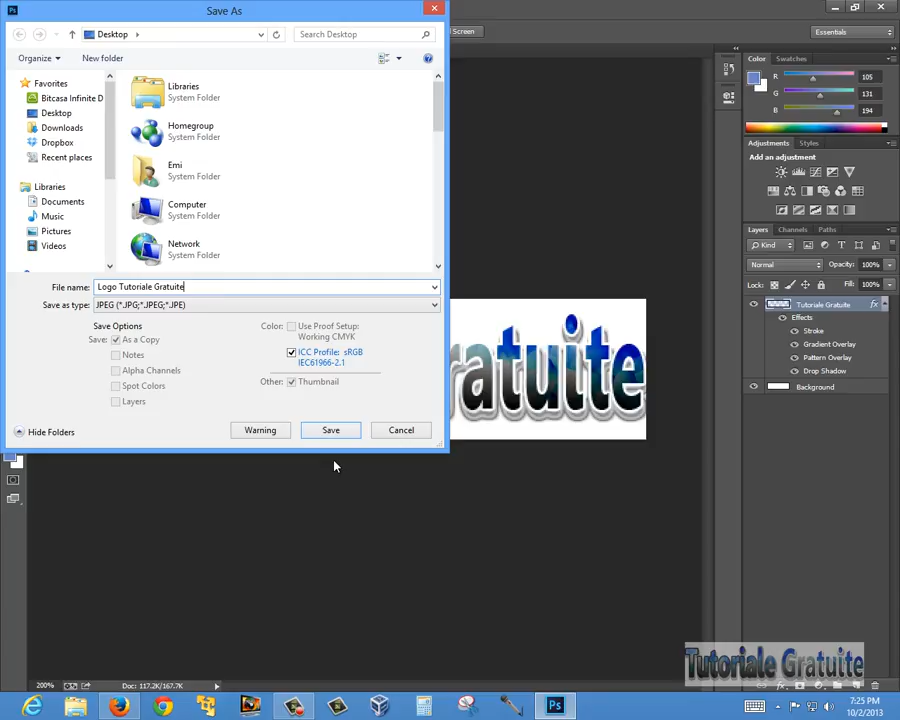 Save As
Desktop
Search Desktop
Screen
Essentials
Organize
New folder
Favorites
Bitcasa Infinite D
Desktop
Downloads
Dropbox
Recent places
Libraries
Documents
Music
Pictures
Videos
Libraries
System Folder
Homegroup
System Folder
Emi
System Folder
Computer
System Folder
Network
System Folder
File name: Logo Tutoriale Gratuite
Save as type: JPEG (*.JPG;*.JPEG;*.JPE)
Save Options
Save: As a Copy
Notes
Alpha Channels
Spot Colors
Layers
Color: Use Proof Setup:
Working CMYK
ICC Profile: sRGB
IEC61966-2.1
Other: Thumbnail
Hide Folders
Warning
Save
Cancel
ratuite
Color Swatches
R 105
G 131
B 194
Adjustments Styles
Add an adjustment
Layers Channels Paths
Kind
Normal Opacity: 100%
Lock: Fill: 100%
Tutoriale Gratuite fx
Effects
Stroke
Gradient Overlay
Pattern Overlay
Drop Shadow
Background
Tutoriale Gratuite
200% Doc: 117.2K/167.7K
Ps
7:25 PM
10/2/2013